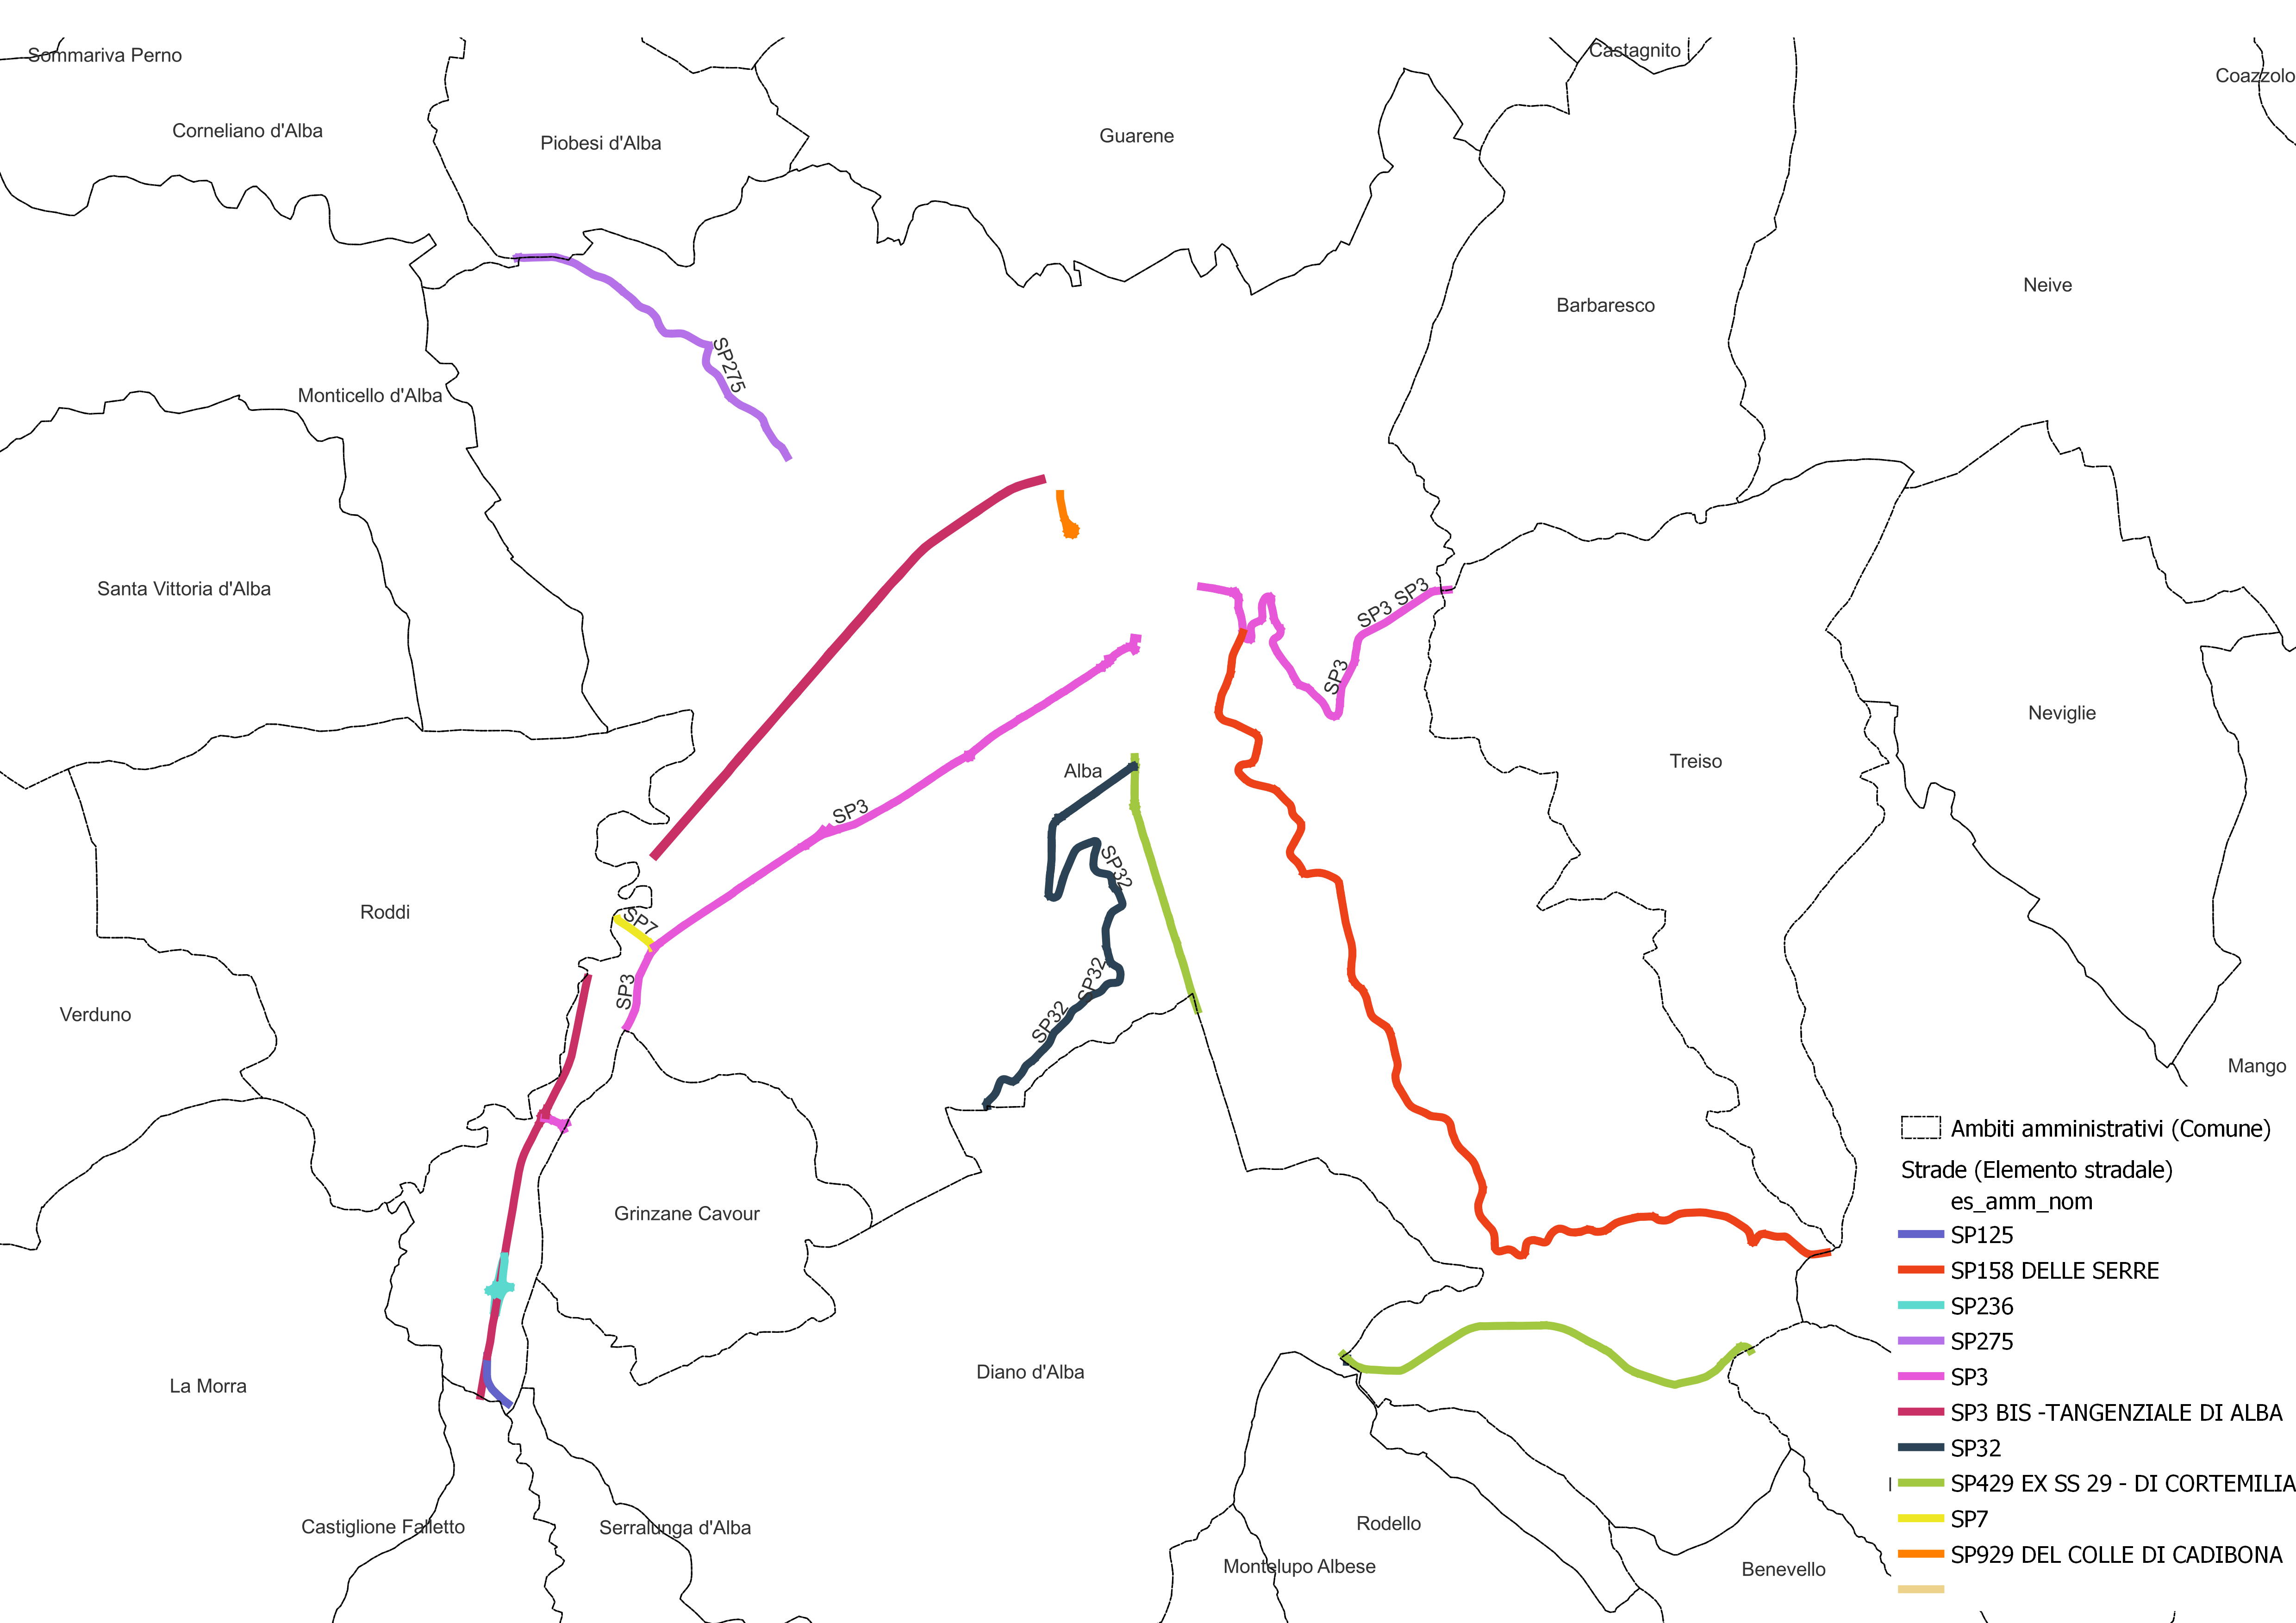 Sommariva Perno
Castagnito
Coazzolo
Corneliano d'Alba
Piobesi d'Alba
Guarene
Neive
Barbaresco
SP275
Monticello d'Alba
Santa Vittoria d'Alba
SP3
SP3
SP3
Neviglie
Treiso
Alba
SP3
SP32
Roddi
SP7
SP32
SP3
Verduno
SP32
Mango
Ambiti amministrativi (Comune)
Strade (Elemento stradale)
es_amm_nom
Grinzane Cavour
SP125
SP158 DELLE SERRE
SP236
SP275
Diano d'Alba
SP3
La Morra
SP3 BIS -TANGENZIALE DI ALBA
SP32
SP429 EX SS 29 - DI CORTEMILIA
SP7
Rodello
Castiglione Falletto
Serralunga d'Alba
SP929 DEL COLLE DI CADIBONA
Montelupo Albese
Benevello